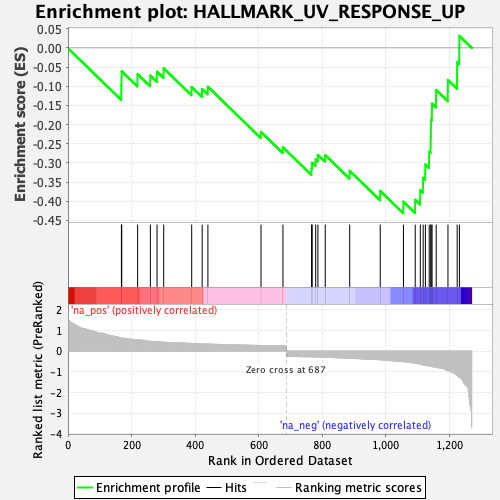 Enrichment plot: HALLMARK_UV_RESPONSE_UP
Enrichment score (ES)
0.05
0.00
-0.05
-0.10
-0.15
-0.20
-0.25
-0.30
-0.35
-0.40
-0.45
Ranked list metric (PreRanked)
'na_pos' (positively correlated)
2
1
0
-1
-2
-3
-4
Zero cross at 687
'na_neg' (negatively correlated)
0 200 400 600 800 1,000 1,200
Rank in Ordered Dataset
Enrichment profile Hits Ranking metric scores